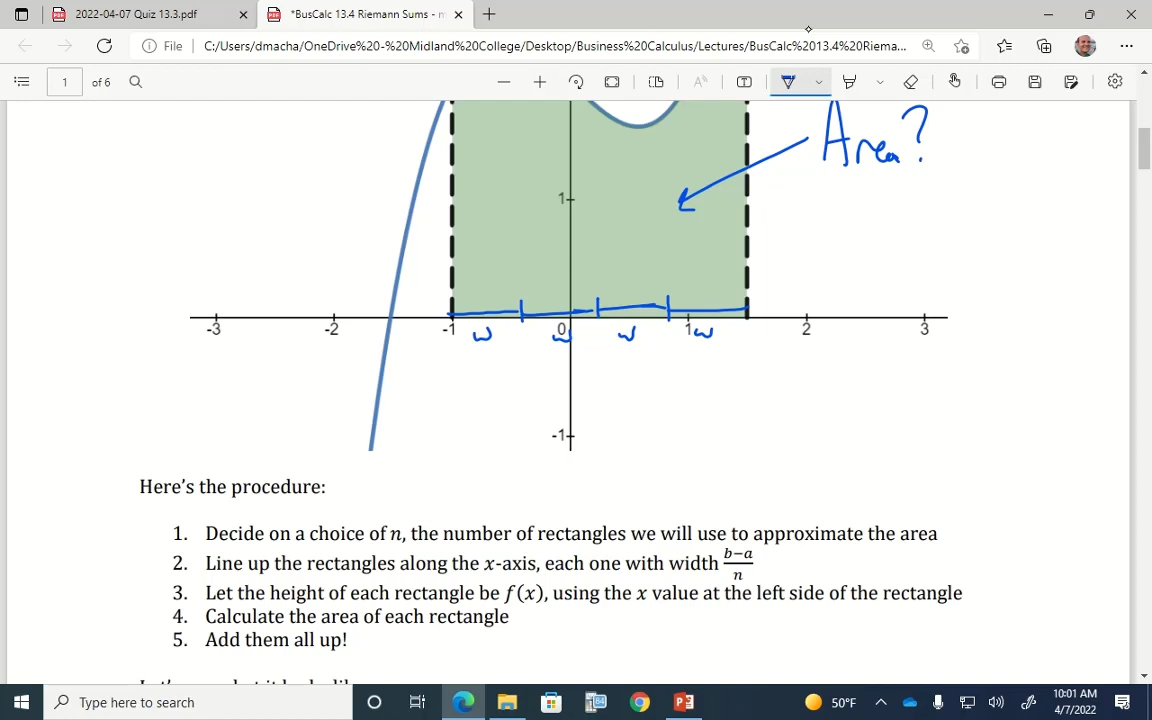 2022-04-07 Quiz 13.3.pdf
*BusCalc 13.4 Riemann Sums - m
File
C:/Users/dmacha/OneDrive%20-%20Midland%20College/Desktop/Business%20Calculus/Lectures/BusCalc%2013.4%20Riema...
1 of 6
Area?
1
-3 -2 -1 0 1 2 3
w w w w
-1
Here's the procedure:
1. Decide on a choice of n, the number of rectangles we will use to approximate the area
2. Line up the rectangles along the x-axis, each one with width b−a/n
3. Let the height of each rectangle be f(x), using the x value at the left side of the rectangle
4. Calculate the area of each rectangle
5. Add them all up!
Type here to search
50°F
10:01 AM
4/7/2022